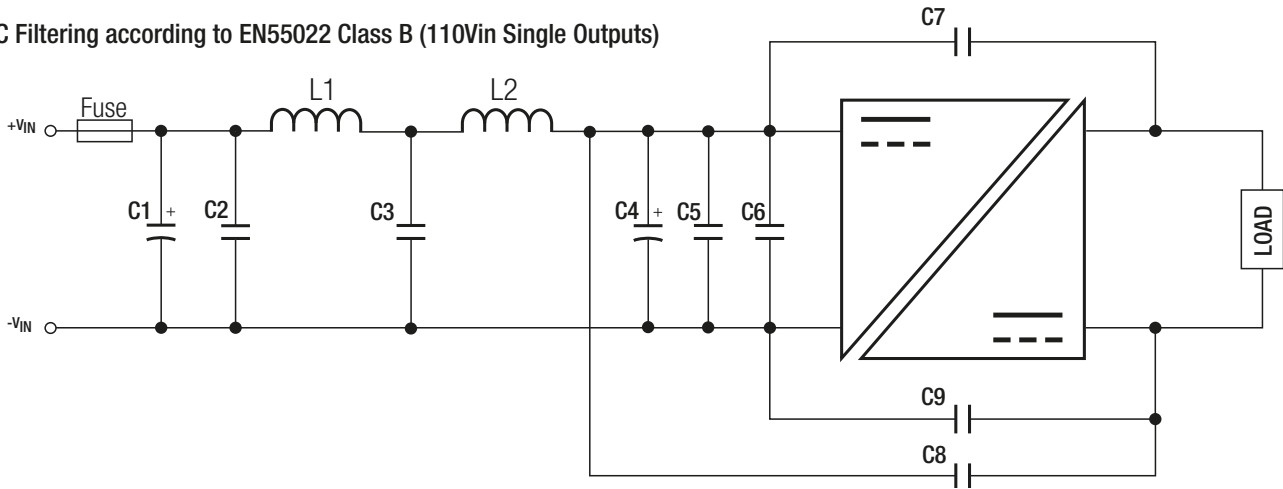 C Filtering according to EN55022 Class B (110Vin Single Outputs)
C7
L1
L2
Fuse
+VIN
C1 +
C2
C3
C4 +
C5
C6
LOAD
-VIN
C9
C8